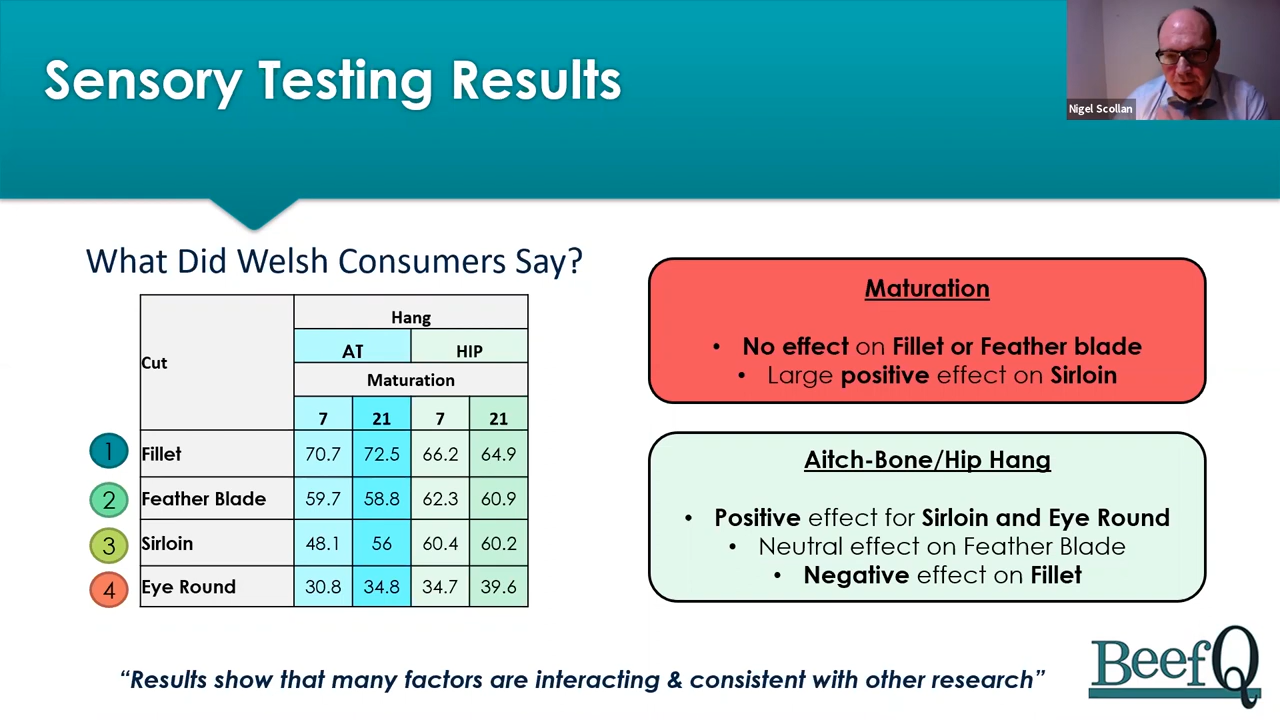 Sensory Testing Results
Nigel Scollan
What Did Welsh Consumers Say?
Cut
Hang
AT HIP
Maturation
7 21 7 21
1 Fillet 70.7 72.5 66.2 64.9
2 Feather Blade 59.7 58.8 62.3 60.9
3 Sirloin 48.1 56 60.4 60.2
4 Eye Round 30.8 34.8 34.7 39.6
Maturation
• No effect on Fillet or Feather blade
• Large positive effect on Sirloin
Aitch-Bone/Hip Hang
• Positive effect for Sirloin and Eye Round
• Neutral effect on Feather Blade
• Negative effect on Fillet
“Results show that many factors are interacting & consistent with other research”
BeefQ